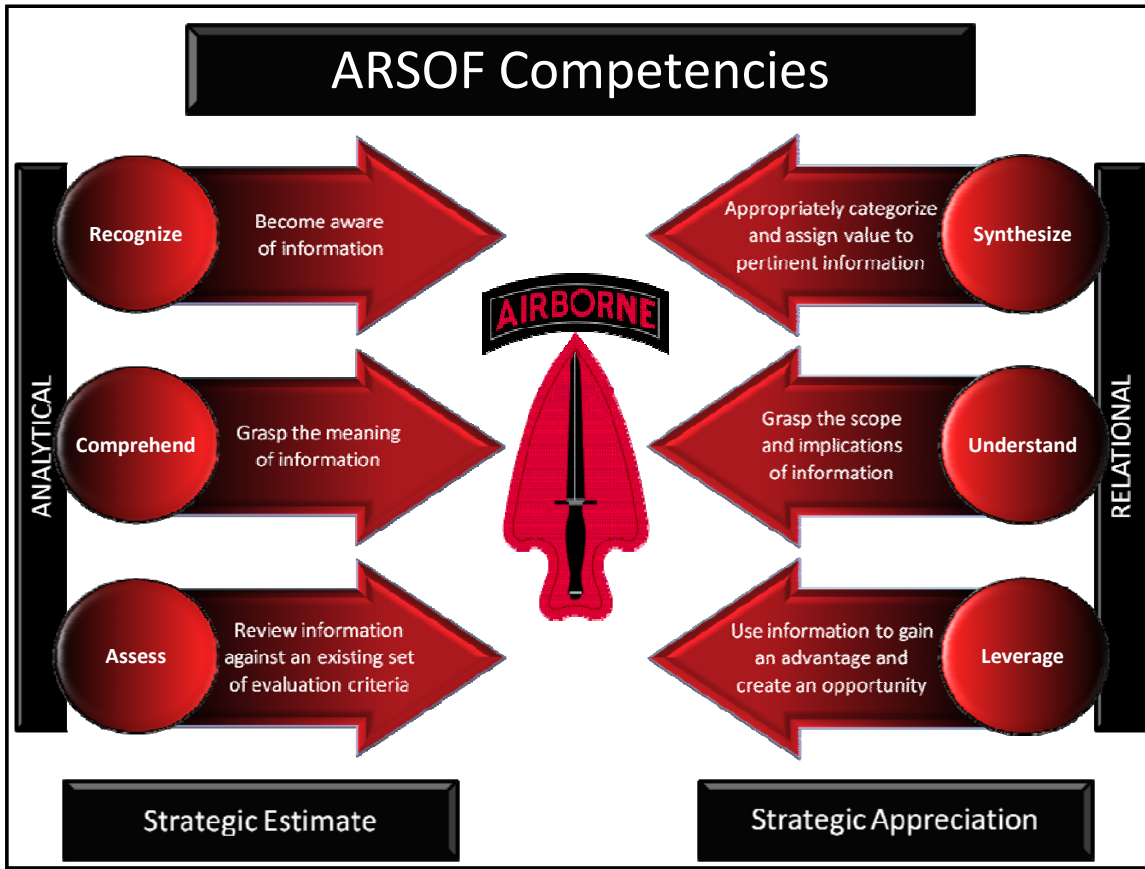 ARSOF Competencies
ANALYTICAL
Recognize
Become aware
of information
Comprehend
Grasp the meaning
of information
Assess
Review information
against an existing set
of evaluation criteria
Strategic Estimate
AIRBORNE
Appropriately categorize
and assign value to
pertinent information
Synthesize
Grasp the scope
and implications
of information
Understand
Use information to gain
an advantage and
create an opportunity
Leverage
RELATIONAL
Strategic Appreciation